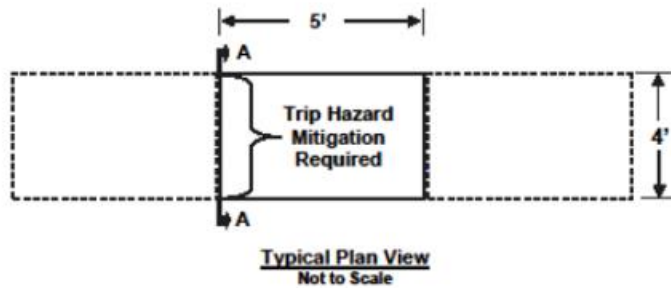 5'
A
Trip Hazard
Mitigation
Required
4'
A
Typical Plan View
Not to Scale